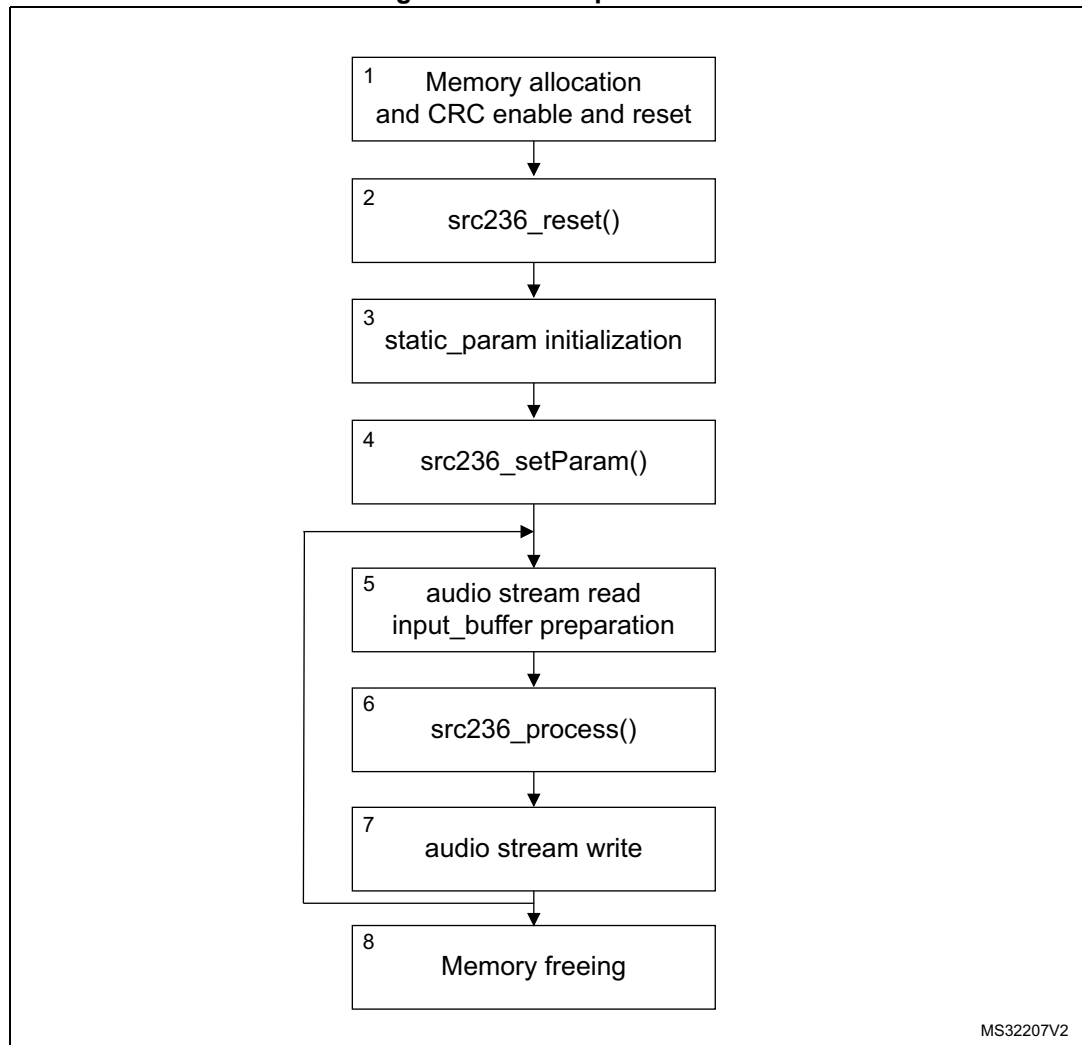 1
Memory allocation
and CRC enable and reset
2
src236_reset()
3
static_param initialization
4
src236_setParam()
5
audio stream read
input_buffer preparation
6
src236_process()
7
audio stream write
8
Memory freeing
MS32207V2